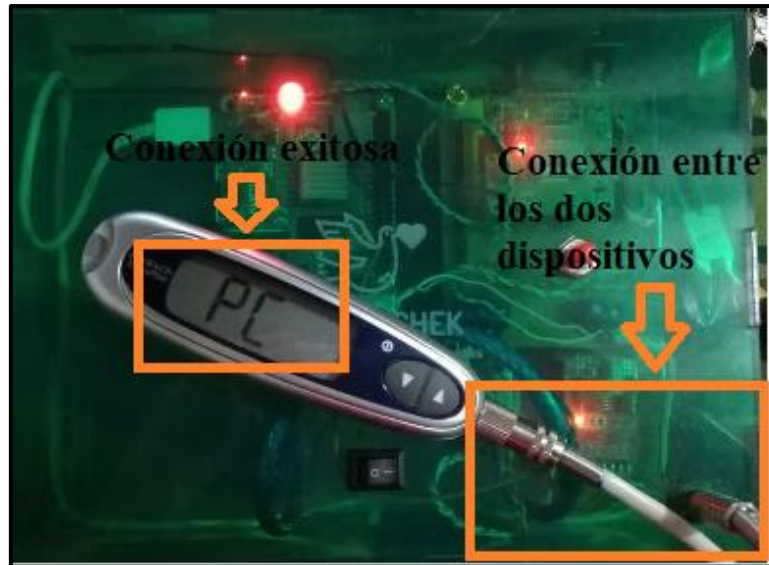 Conexión exitosa
Conexión entre
los dos
dispositivos
PC
CHEK